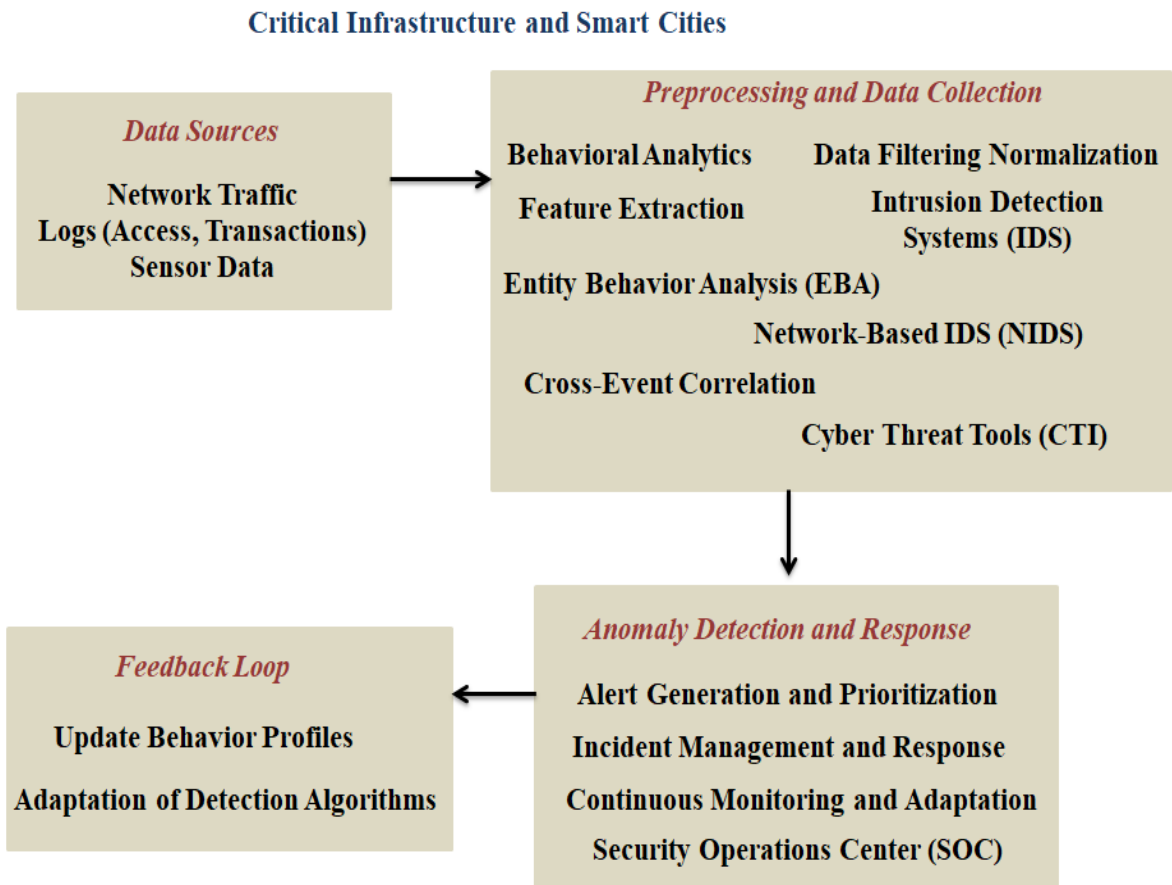 Critical Infrastructure and Smart Cities
Data Sources
Network Traffic
Logs (Access, Transactions)
Sensor Data
Preprocessing and Data Collection
Behavioral Analytics
Data Filtering Normalization
Feature Extraction
Intrusion Detection
Systems (IDS)
Entity Behavior Analysis (EBA)
Network-Based IDS (NIDS)
Cross-Event Correlation
Cyber Threat Tools (CTI)
Anomaly Detection and Response
Alert Generation and Prioritization
Incident Management and Response
Continuous Monitoring and Adaptation
Security Operations Center (SOC)
Feedback Loop
Update Behavior Profiles
Adaptation of Detection Algorithms